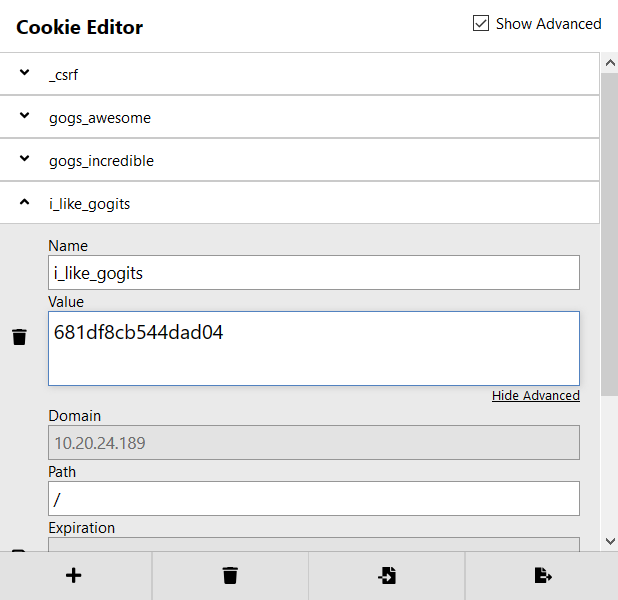 Cookie Editor
Show Advanced
_csrf
gogs_awesome
gogs_incredible
i_like_gogits
Name
i_like_gogits
Value
681df8cb544dad04
Hide Advanced
Domain
10.20.24.189
Path
/
Expiration